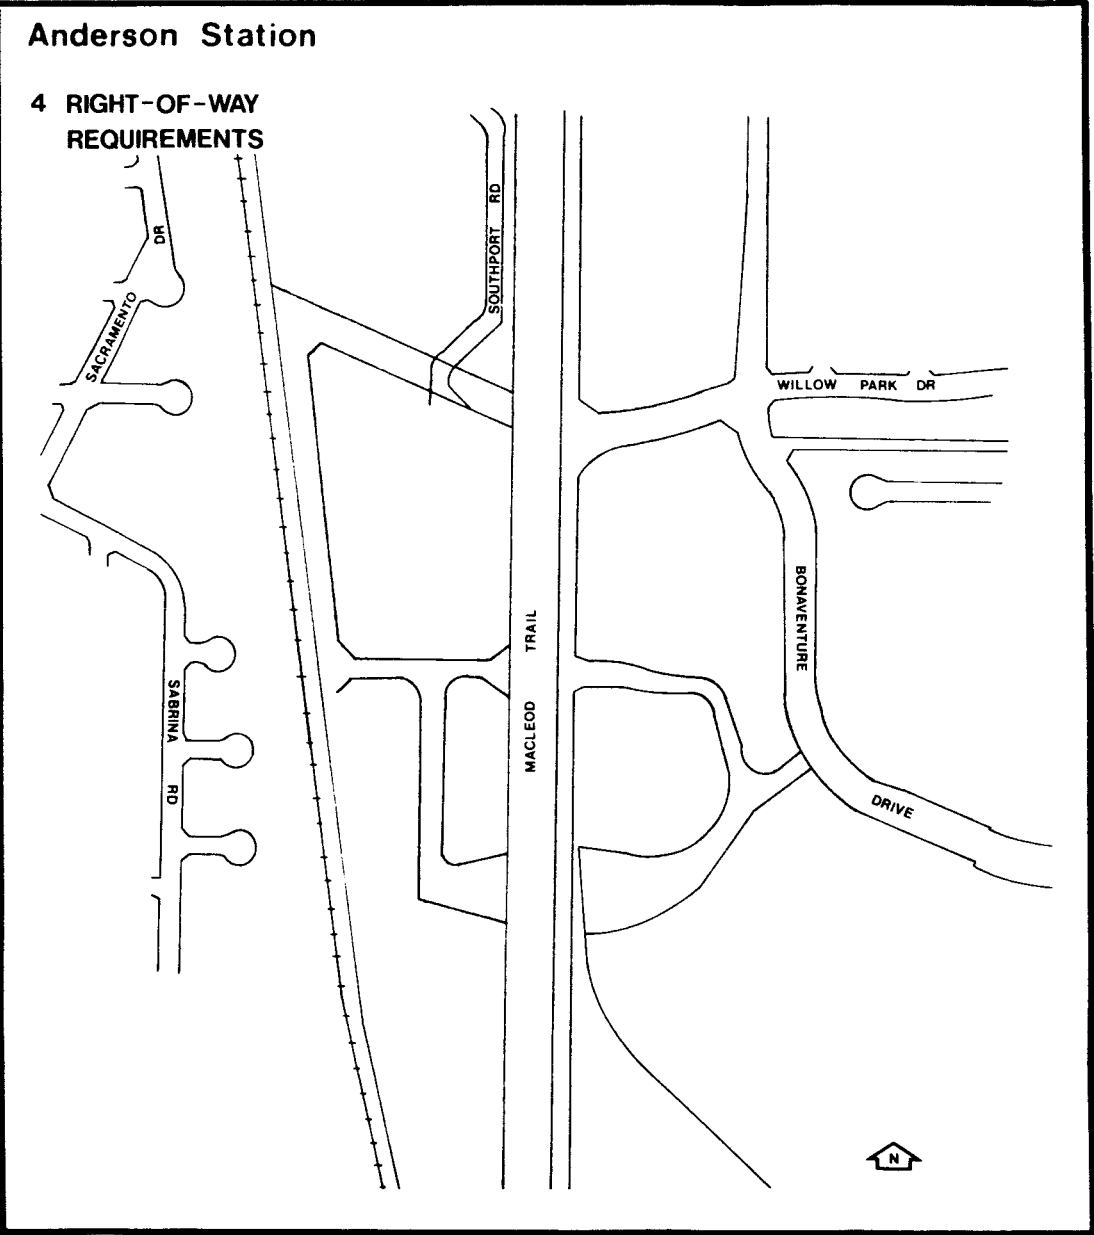 Anderson Station
4 RIGHT-OF-WAY
REQUIREMENTS
SOUTHPORT RD
SACRAMENTO DR
WILLOW PARK DR
BONAVENTURE
DRIVE
MACLEOD TRAIL
SABRINA RD
N